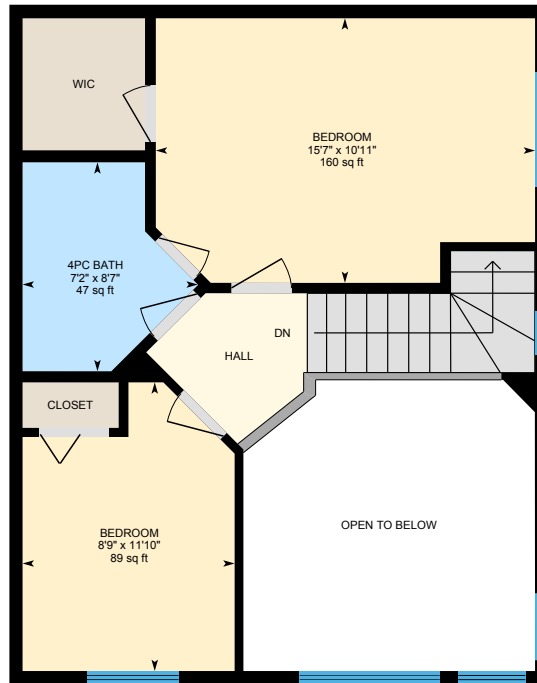 WIC
BEDROOM
15'7" x 10'11"
160 sq ft
4PC BATH
7'2" x 8'7"
47 sq ft
DN
HALL
CLOSET
BEDROOM
8'9" x 11'10"
89 sq ft
OPEN TO BELOW